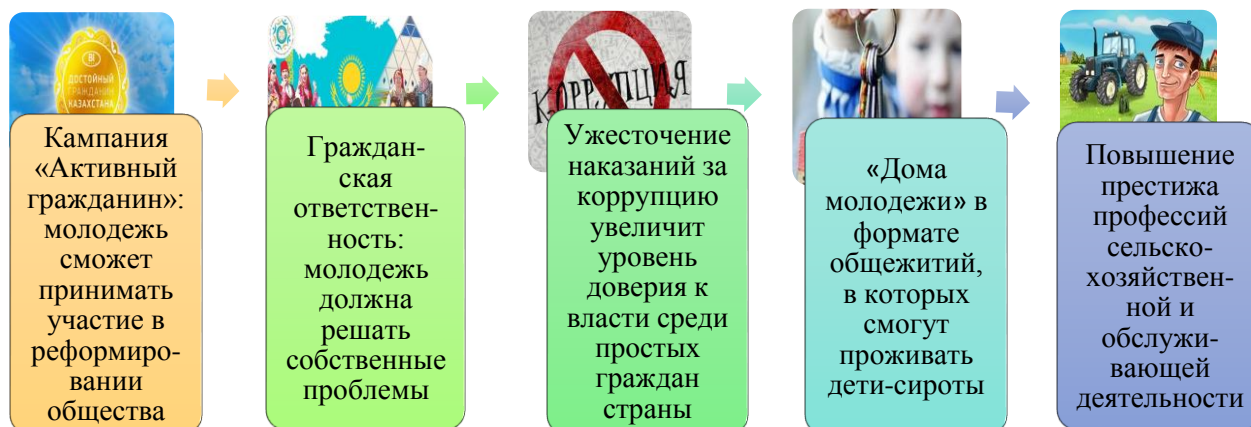 ДОСТОЙНЫЙ
ГРАЖДАНИН
КАЗАХСТАНА
Кампания
«Активный
гражданин»:
молодежь
сможет
принимать
участие в
реформиро-
вании
общества
Граждан-
ская
ответствен-
ность:
молодежь
должна
решать
собственные
проблемы
КОРРУПЦИЯ
Ужесточение
наказаний за
коррупцию
увеличит
уровень
доверия к
власти среди
простых
граждан
страны
«Дома
молодежи» в
формате
общежитий,
в которых
смогут
проживать
дети-сироты
Повышение
престижа
профессий
сельско-
хозяйствен-
ной и
обслужи-
вающей
деятельности